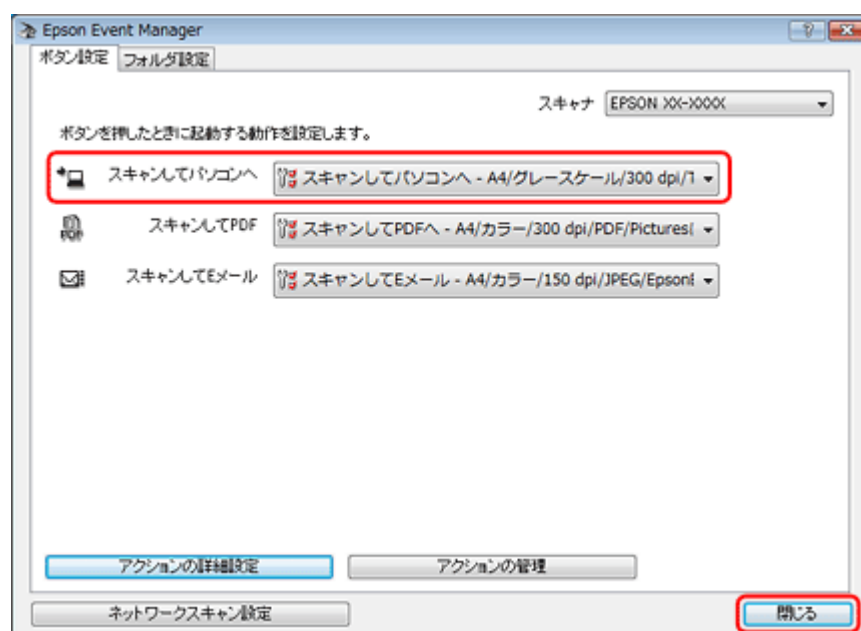 Epson Event Manager
ボタン設定 フォルダ設定
スキャナ EPSON XX-XXXX
ボタンを押したときに起動する動作を設定します。
スキャンしてパソコンへ スキャンしてパソコンへ - A4/グレースケール/300 dpi/
PDF スキャンしてPDF スキャンしてPDFへ - A4/カラー/300 dpi/PDF/Pictures(
スキャンしてEメール スキャンしてEメール - A4/カラー/150 dpi/JPEG/Epson
アクションの詳細設定 アクションの管理
ネットワークスキャン設定 閉じる